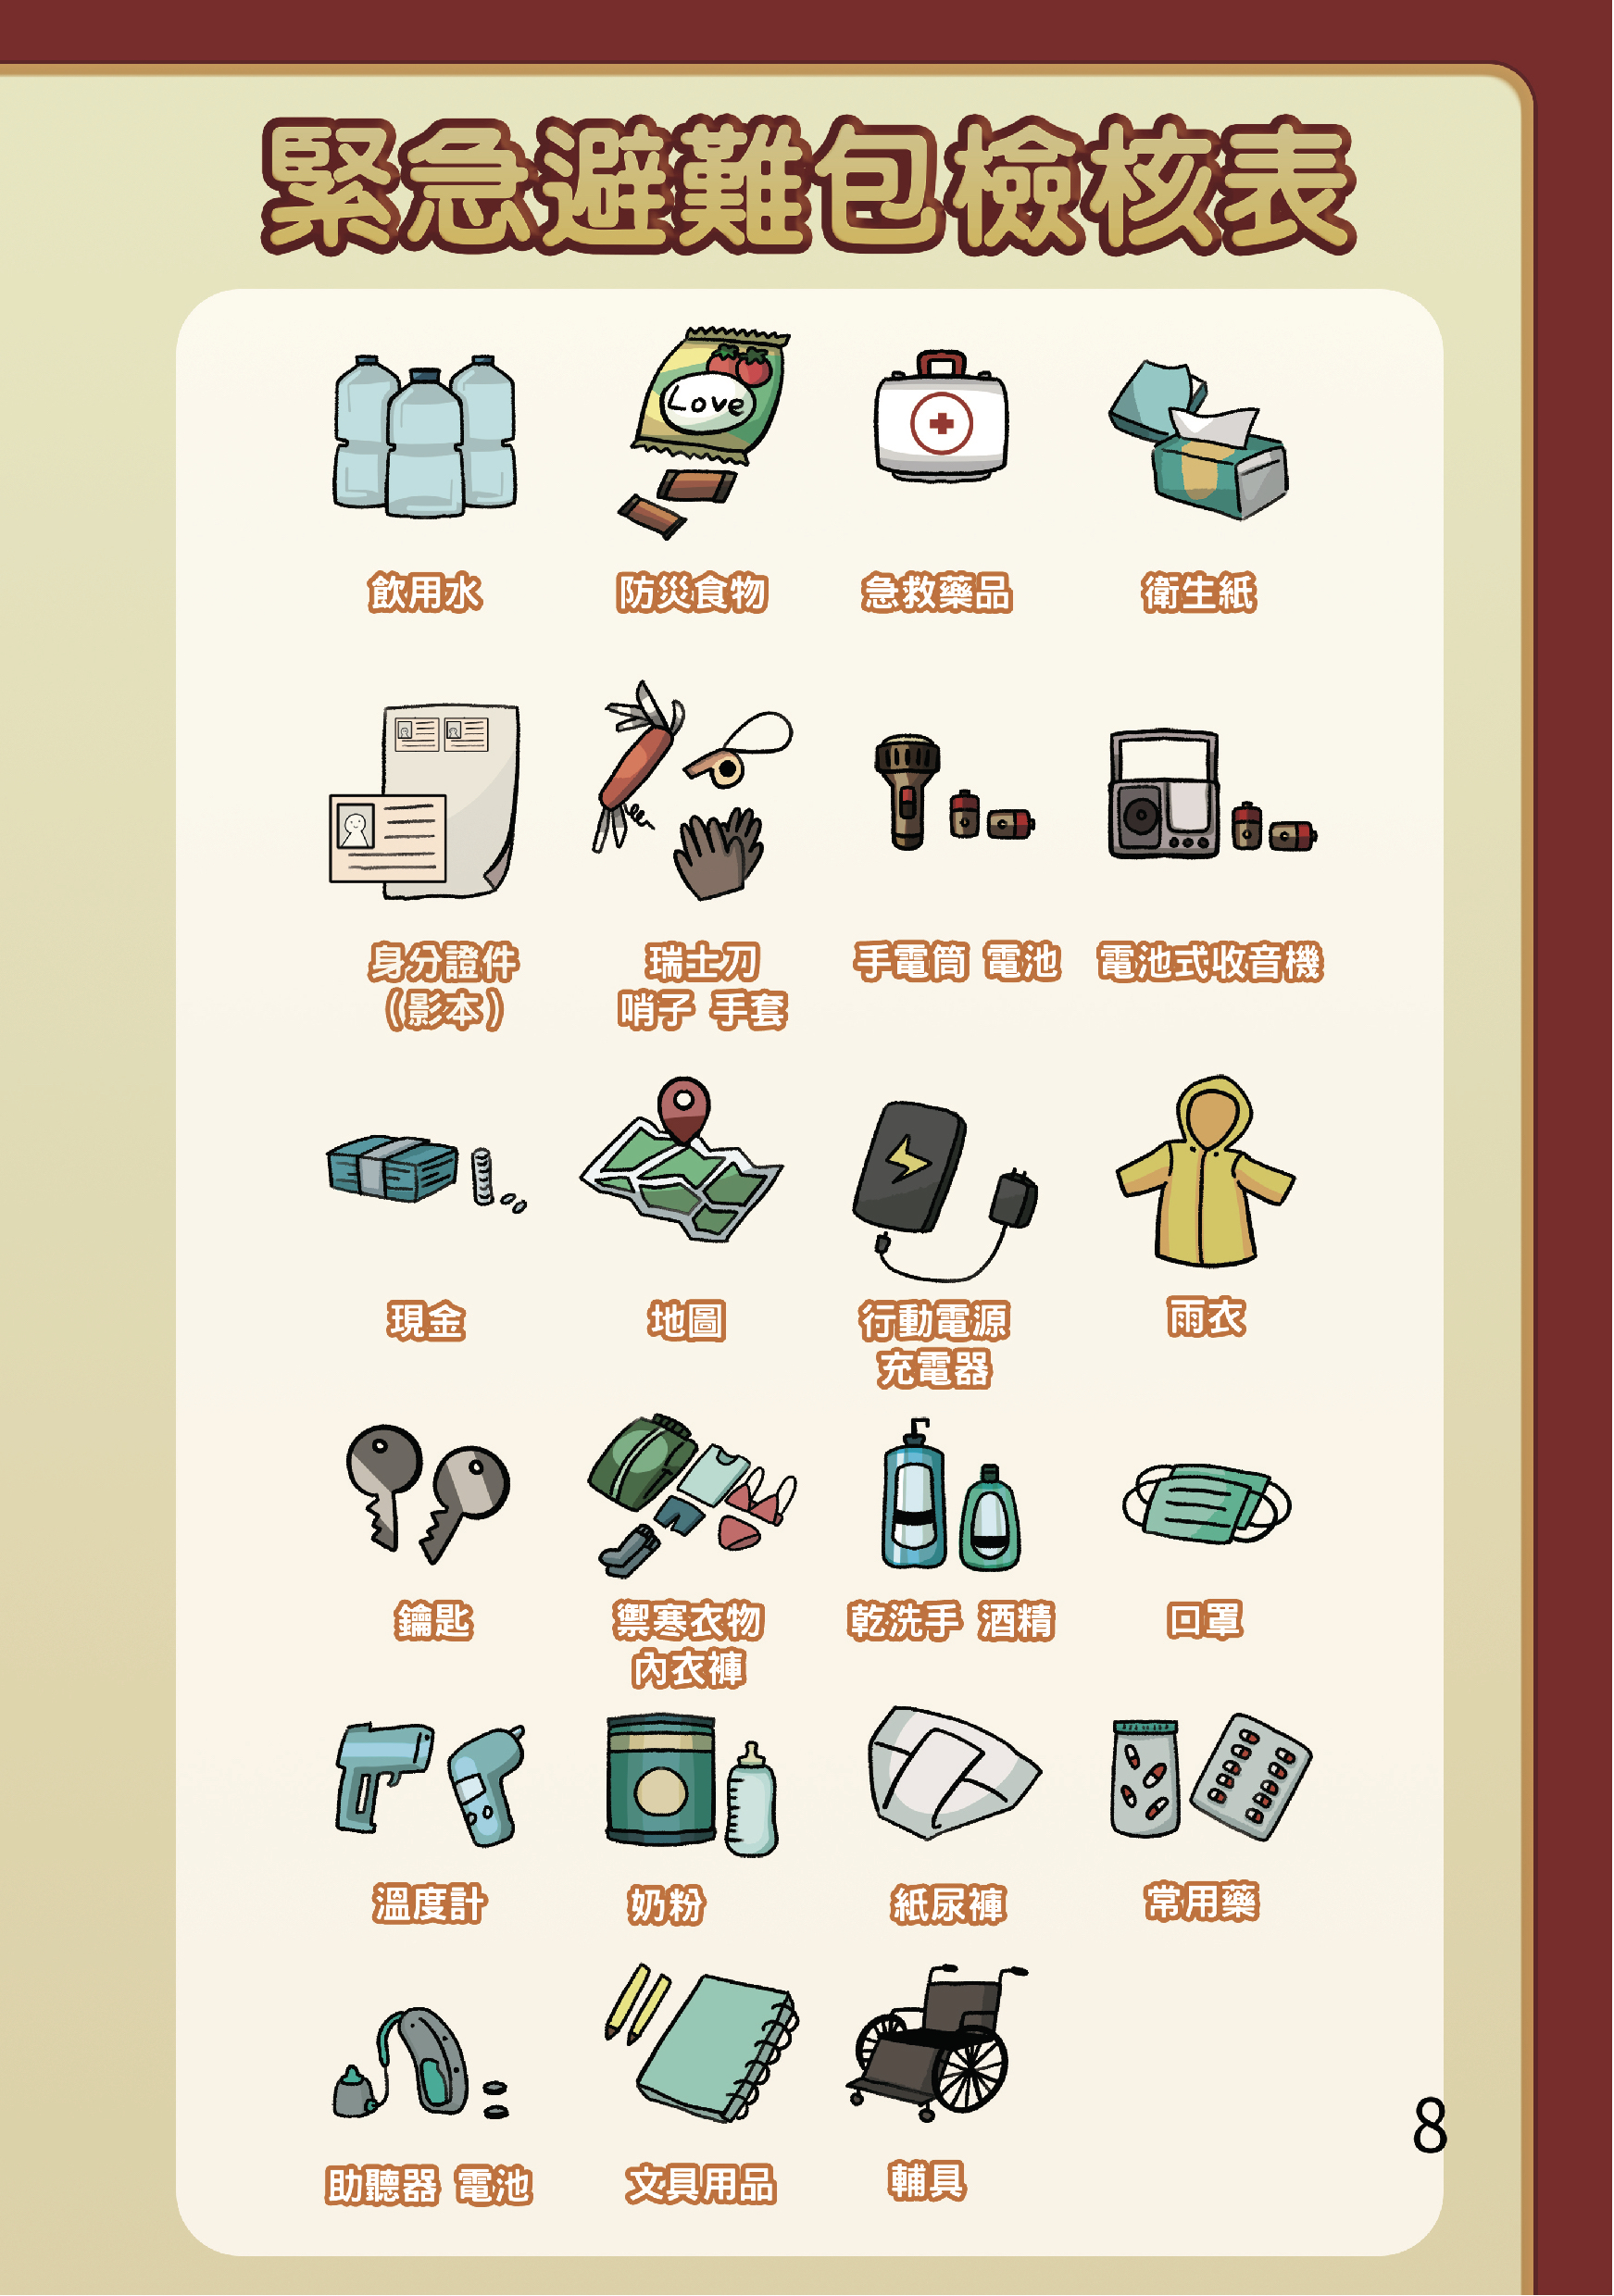 緊急避難包檢核表
Love
飲用水
防災食物
急救藥品
衛生紙
身分證件
（影本）
瑞士刀
哨子 手套
手電筒 電池
電池式收音機
現金
地圖
行動電源
充電器
雨衣
鑰匙
禦寒衣物
內衣褲
乾洗手 酒精
口罩
溫度計
奶粉
紙尿褲
常用藥
助聽器 電池
文具用品
輔具
8